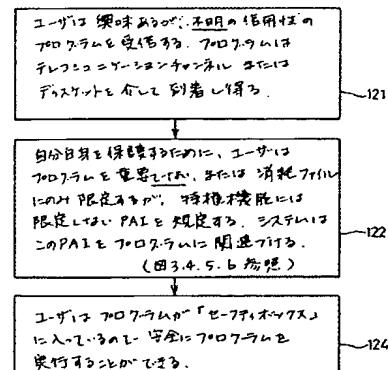 ユーザは 興味あるが、不明の信用性の
プログラムを受信する. プログラムは
テレコミュニケーションチャンネル または
ディスケットを介して到着し得る.
121
自分自身を保護するために、ユーザは
プログラムを重要でない、または 消耗ファイル
にのみ限定するが, 特権機能には
限定しない PAIを規定する. システムは
このPAIをプログラムに関連づける.
(図3.4.5.6 参照)
122
ユーザはプログラムが「セーフティボックス」
に入っているので 安全にプログラムを
実行することができる.
124